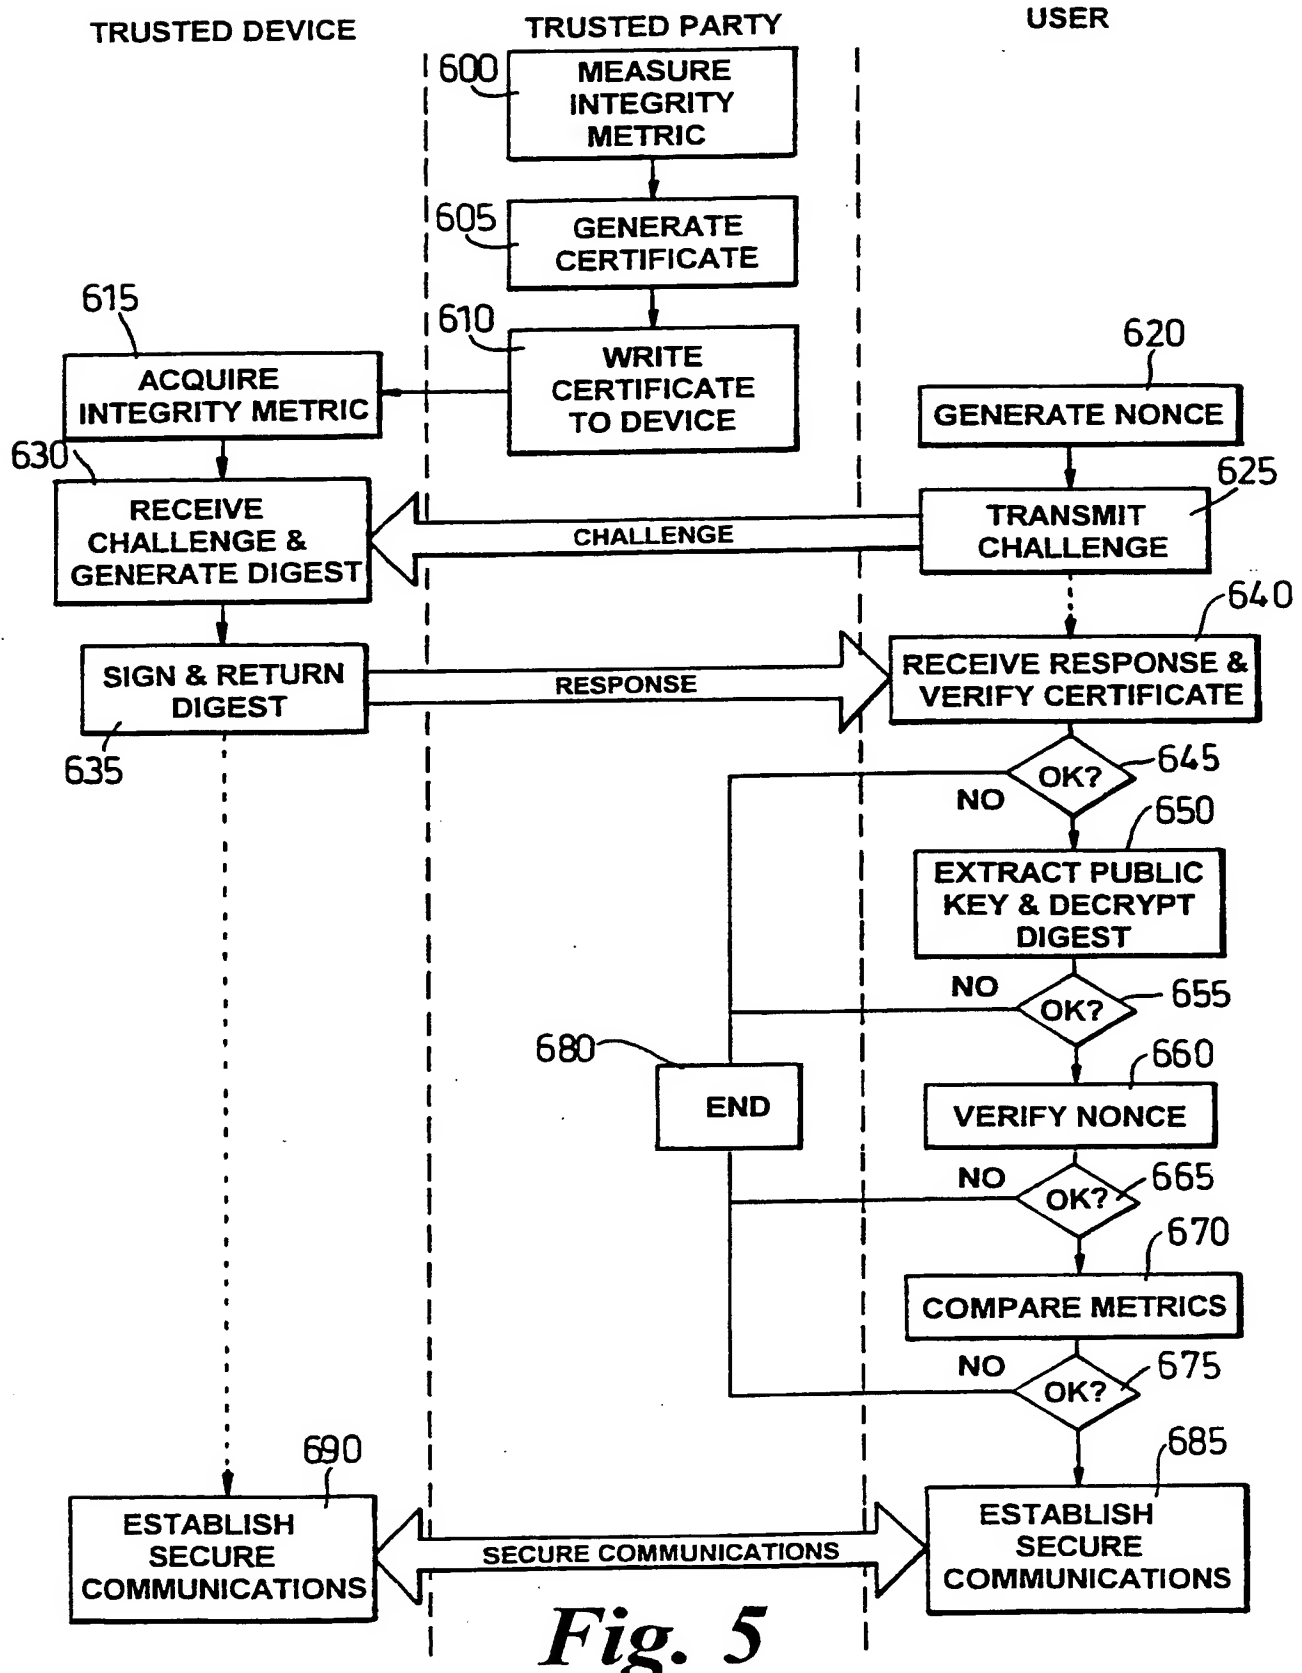 TRUSTED DEVICE
TRUSTED PARTY
USER
600
MEASURE
INTEGRITY
METRIC
605
GENERATE
CERTIFICATE
610
WRITE
CERTIFICATE
TO DEVICE
615
ACQUIRE
INTEGRITY METRIC
620
GENERATE NONCE
625
TRANSMIT
CHALLENGE
CHALLENGE
630
RECEIVE
CHALLENGE &
GENERATE DIGEST
635
SIGN & RETURN
DIGEST
RESPONSE
640
RECEIVE RESPONSE &
VERIFY CERTIFICATE
645
OK?
NO
650
EXTRACT PUBLIC
KEY & DECRYPT
DIGEST
655
OK?
NO
660
VERIFY NONCE
665
OK?
NO
670
COMPARE METRICS
675
OK?
NO
680
END
685
ESTABLISH
SECURE
COMMUNICATIONS
690
ESTABLISH
SECURE
COMMUNICATIONS
SECURE COMMUNICATIONS
Fig. 5